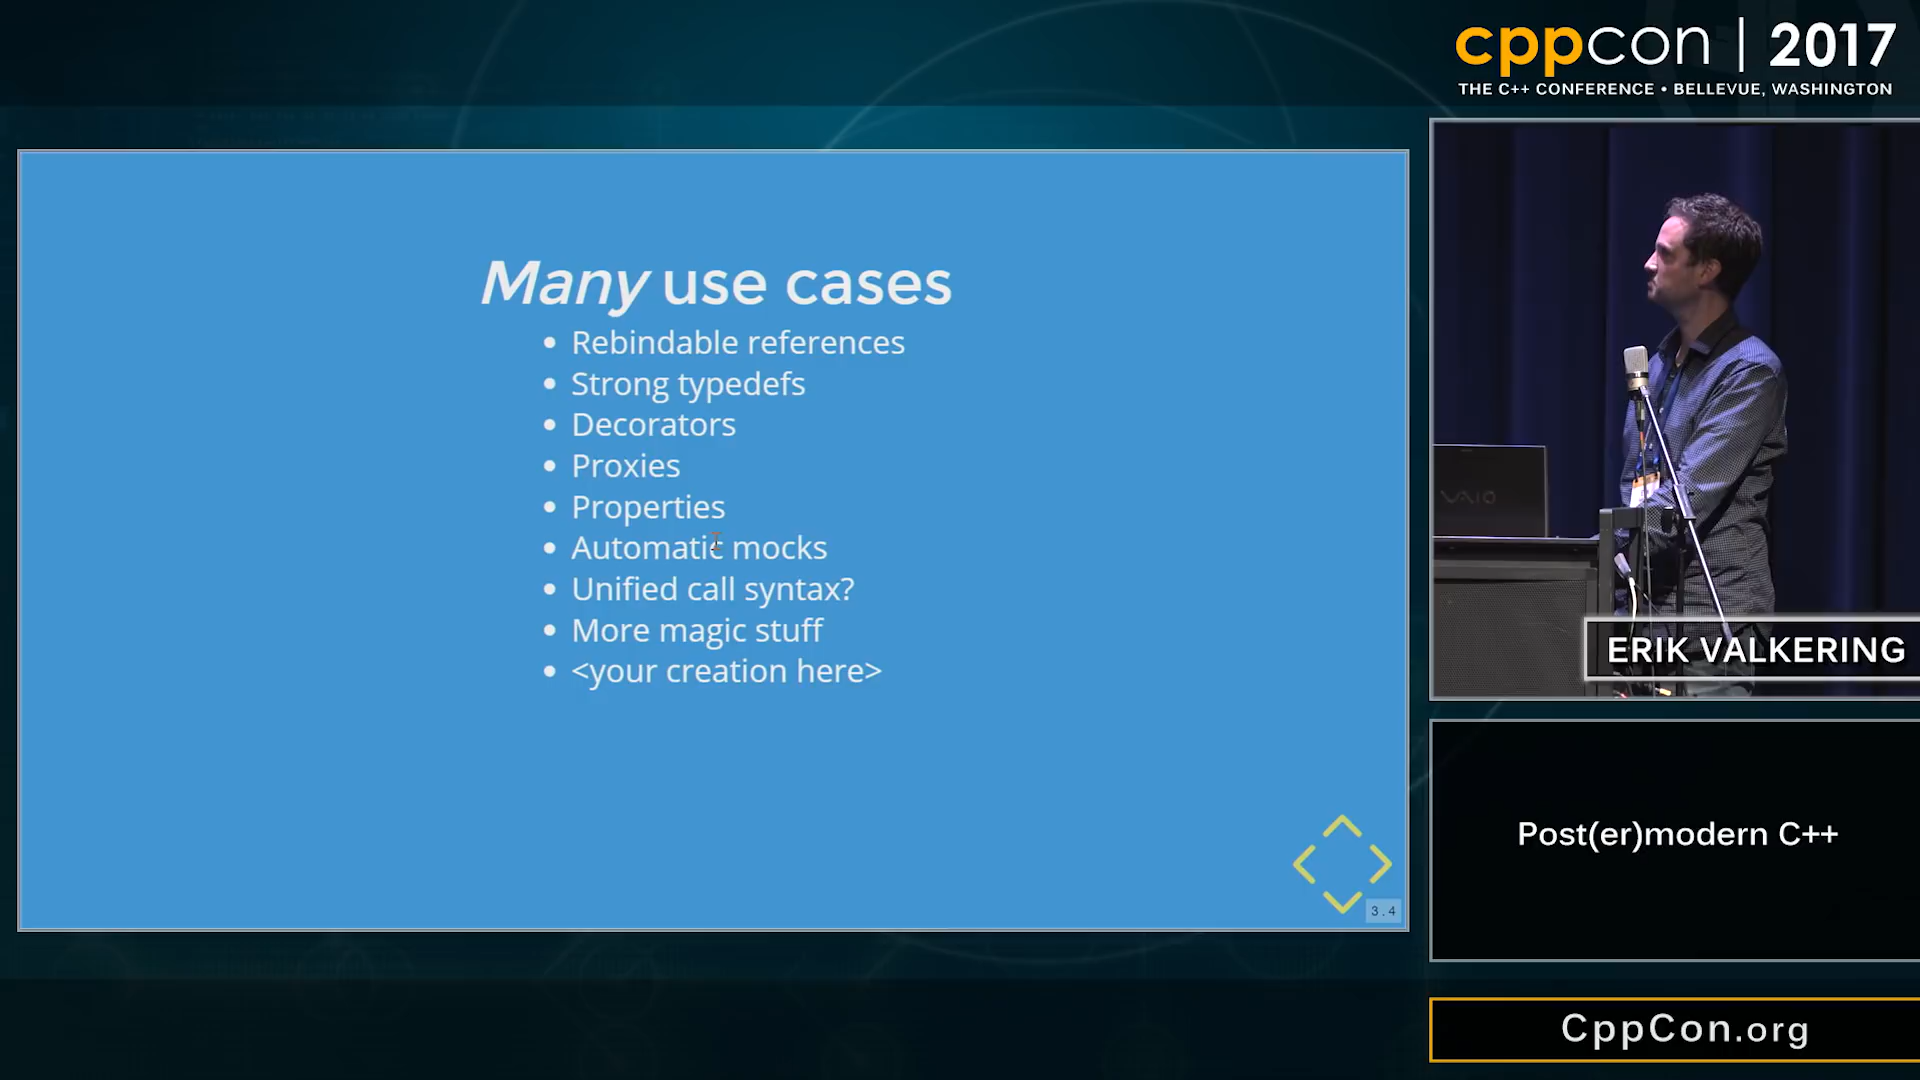 cppcon | 2017
THE C++ CONFERENCE • BELLEVUE, WASHINGTON
Many use cases
• Rebindable references
• Strong typedefs
• Decorators
• Proxies
• Properties
• Automatic mocks
• Unified call syntax?
• More magic stuff
• <your creation here>
3.4
VAIO
ERIK VALKERING
Post(er)modern C++
CppCon.org